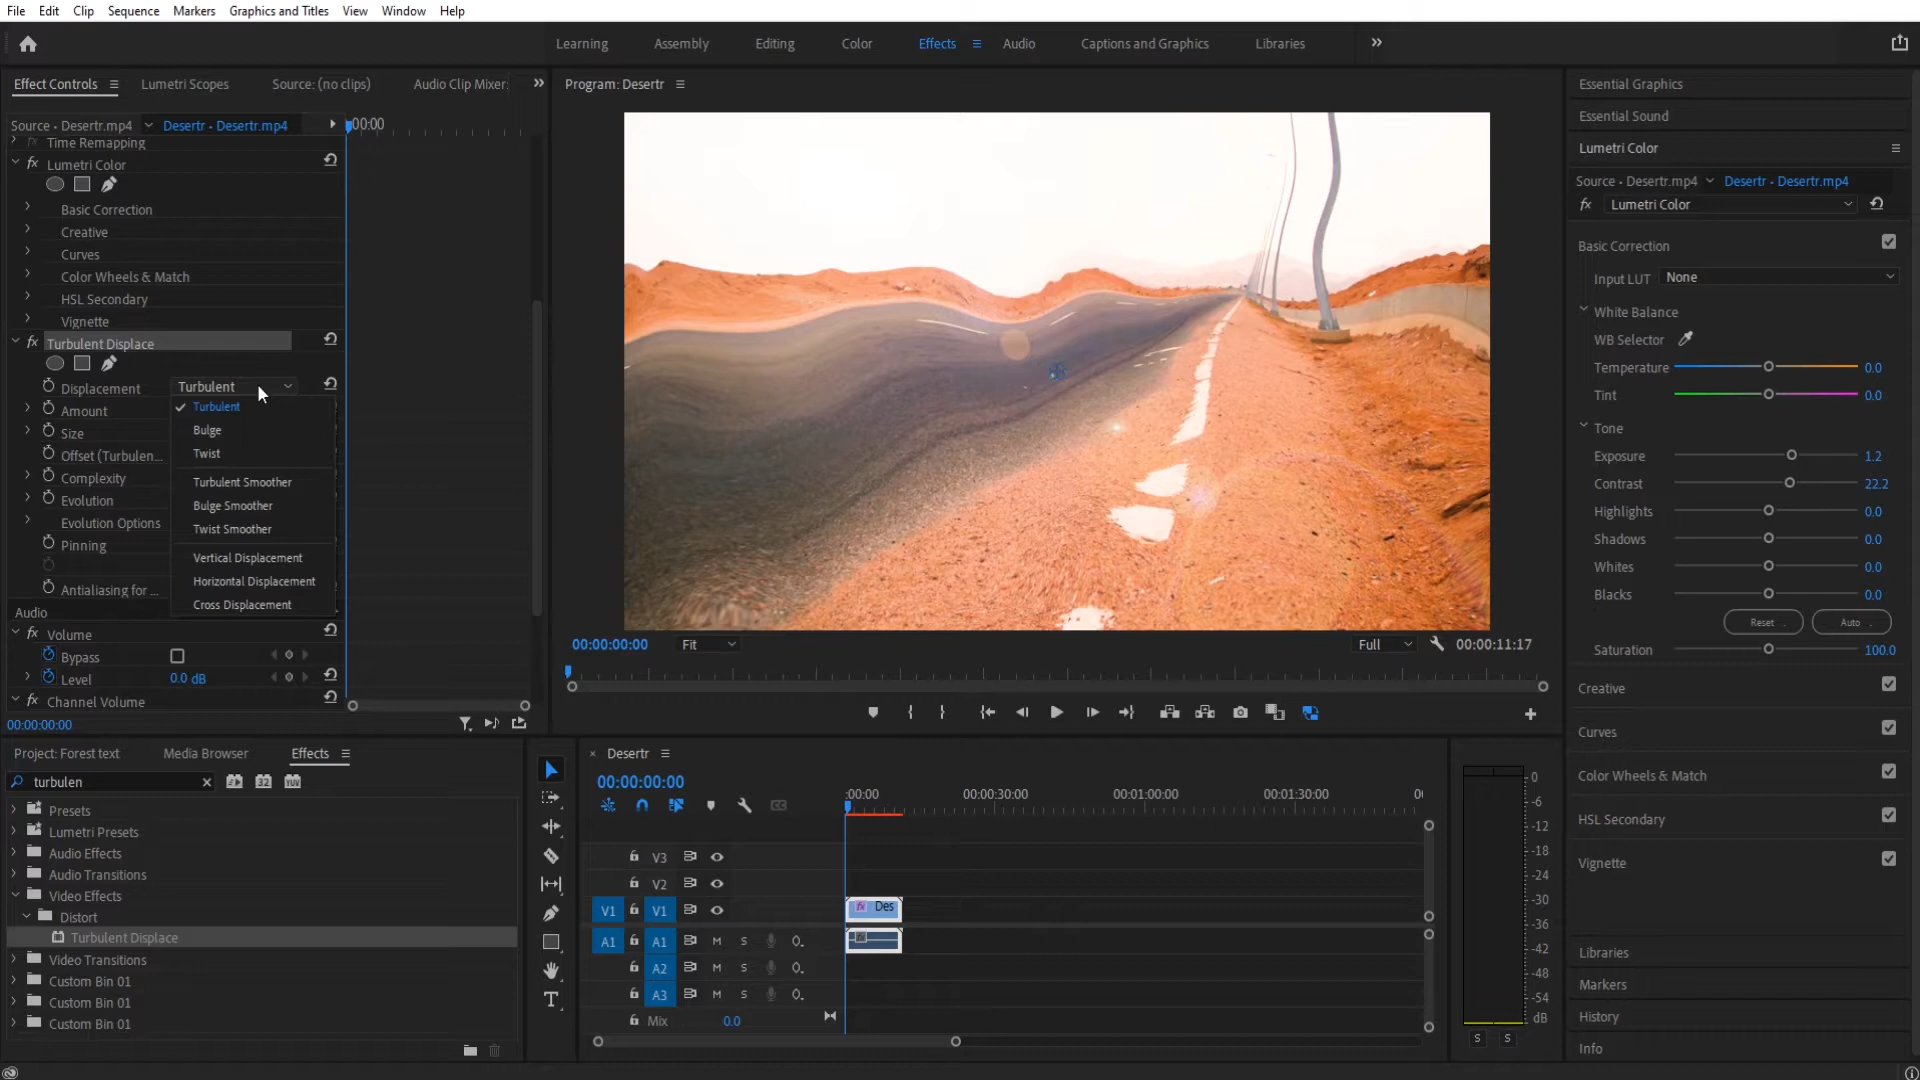 File Edit Clip Sequence Markers Graphics and Titles View Window Help
Learning Assembly Editing Color Effects Audio Captions and Graphics Libraries
Effect Controls Lumetri Scopes Source: (no clips) Audio Clip Mixer:
Source • Desertr.mp4 Desertr • Desertr.mp4 :00:00
Time Remapping
fx Lumetri Color
Basic Correction
Creative
Curves
Color Wheels & Match
HSL Secondary
Vignette
fx Turbulent Displace
Displacement Turbulent
Amount
Size
Offset (Turbulen...
Complexity
Evolution
Evolution Options
Pinning
Antialiasing for ...
Turbulent
Bulge
Twist
Turbulent Smoother
Bulge Smoother
Twist Smoother
Vertical Displacement
Horizontal Displacement
Cross Displacement
Audio
fx Volume
Bypass
Level 0.0 dB
fx Channel Volume
00:00:00:00
Program: Desertr
00:00:00:00 Fit Full 00:00:11:17
Essential Graphics
Essential Sound
Lumetri Color
Source • Desertr.mp4 Desertr • Desertr.mp4
fx Lumetri Color
Basic Correction
Input LUT None
White Balance
WB Selector
Temperature 0.0
Tint 0.0
Tone
Exposure 1.2
Contrast 22.2
Highlights 0.0
Shadows 0.0
Whites 0.0
Blacks 0.0
Reset Auto
Saturation 100.0
Creative
Curves
Color Wheels & Match
HSL Secondary
Vignette
Libraries
Markers
History
Info
Project: Forest text Media Browser Effects
turbulen 32 YUV
Presets
Lumetri Presets
Audio Effects
Audio Transitions
Video Effects
Distort
Turbulent Displace
Video Transitions
Custom Bin 01
Custom Bin 01
Custom Bin 01
× Desertr
00:00:00:00
:00:00 00:00:30:00 00:01:00:00 00:01:30:00
V3
V2
V1 V1 fx Des
A1 A1 M S
A2 M S
A3 M S
Mix 0.0
0
-6
-12
-18
-24
-30
-36
-42
-48
-54
dB
S S